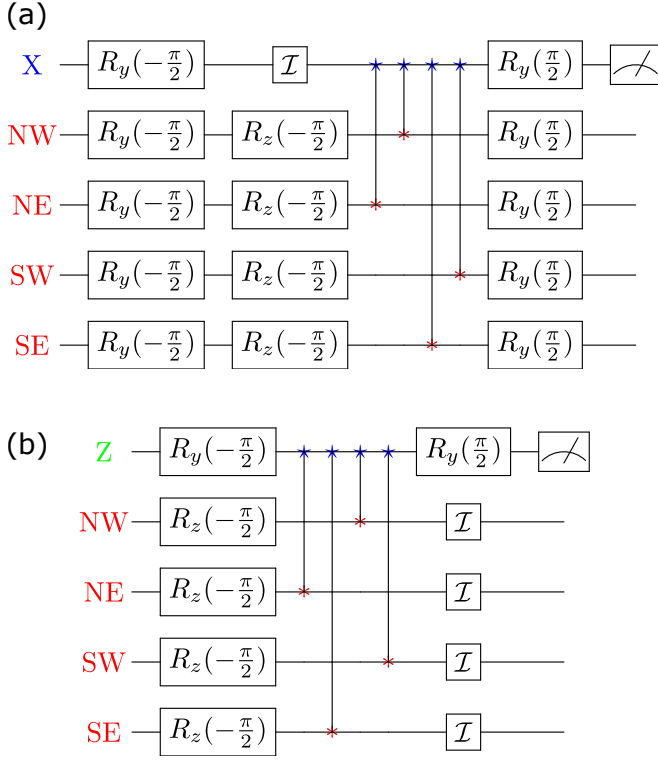 (a)
X R_y(−π/2) I R_y(π/2)
NW R_y(−π/2) R_z(−π/2) R_y(π/2)
NE R_y(−π/2) R_z(−π/2) R_y(π/2)
SW R_y(−π/2) R_z(−π/2) R_y(π/2)
SE R_y(−π/2) R_z(−π/2) R_y(π/2)
(b)
Z R_y(−π/2) R_y(π/2)
NW R_z(−π/2) I
NE R_z(−π/2) I
SW R_z(−π/2) I
SE R_z(−π/2) I